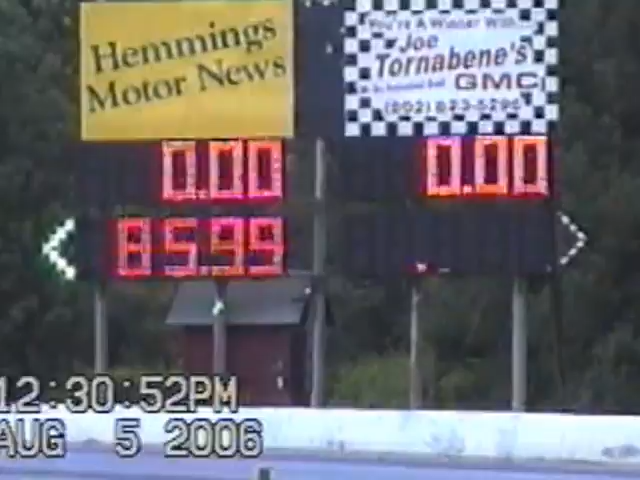 Hemmings
Motor News
You're A Winner With
Joe
Tornabene's
GMC
(802) 823-5296
0.00
0.00
85.99
12:30:52PM
AUG 5 2006